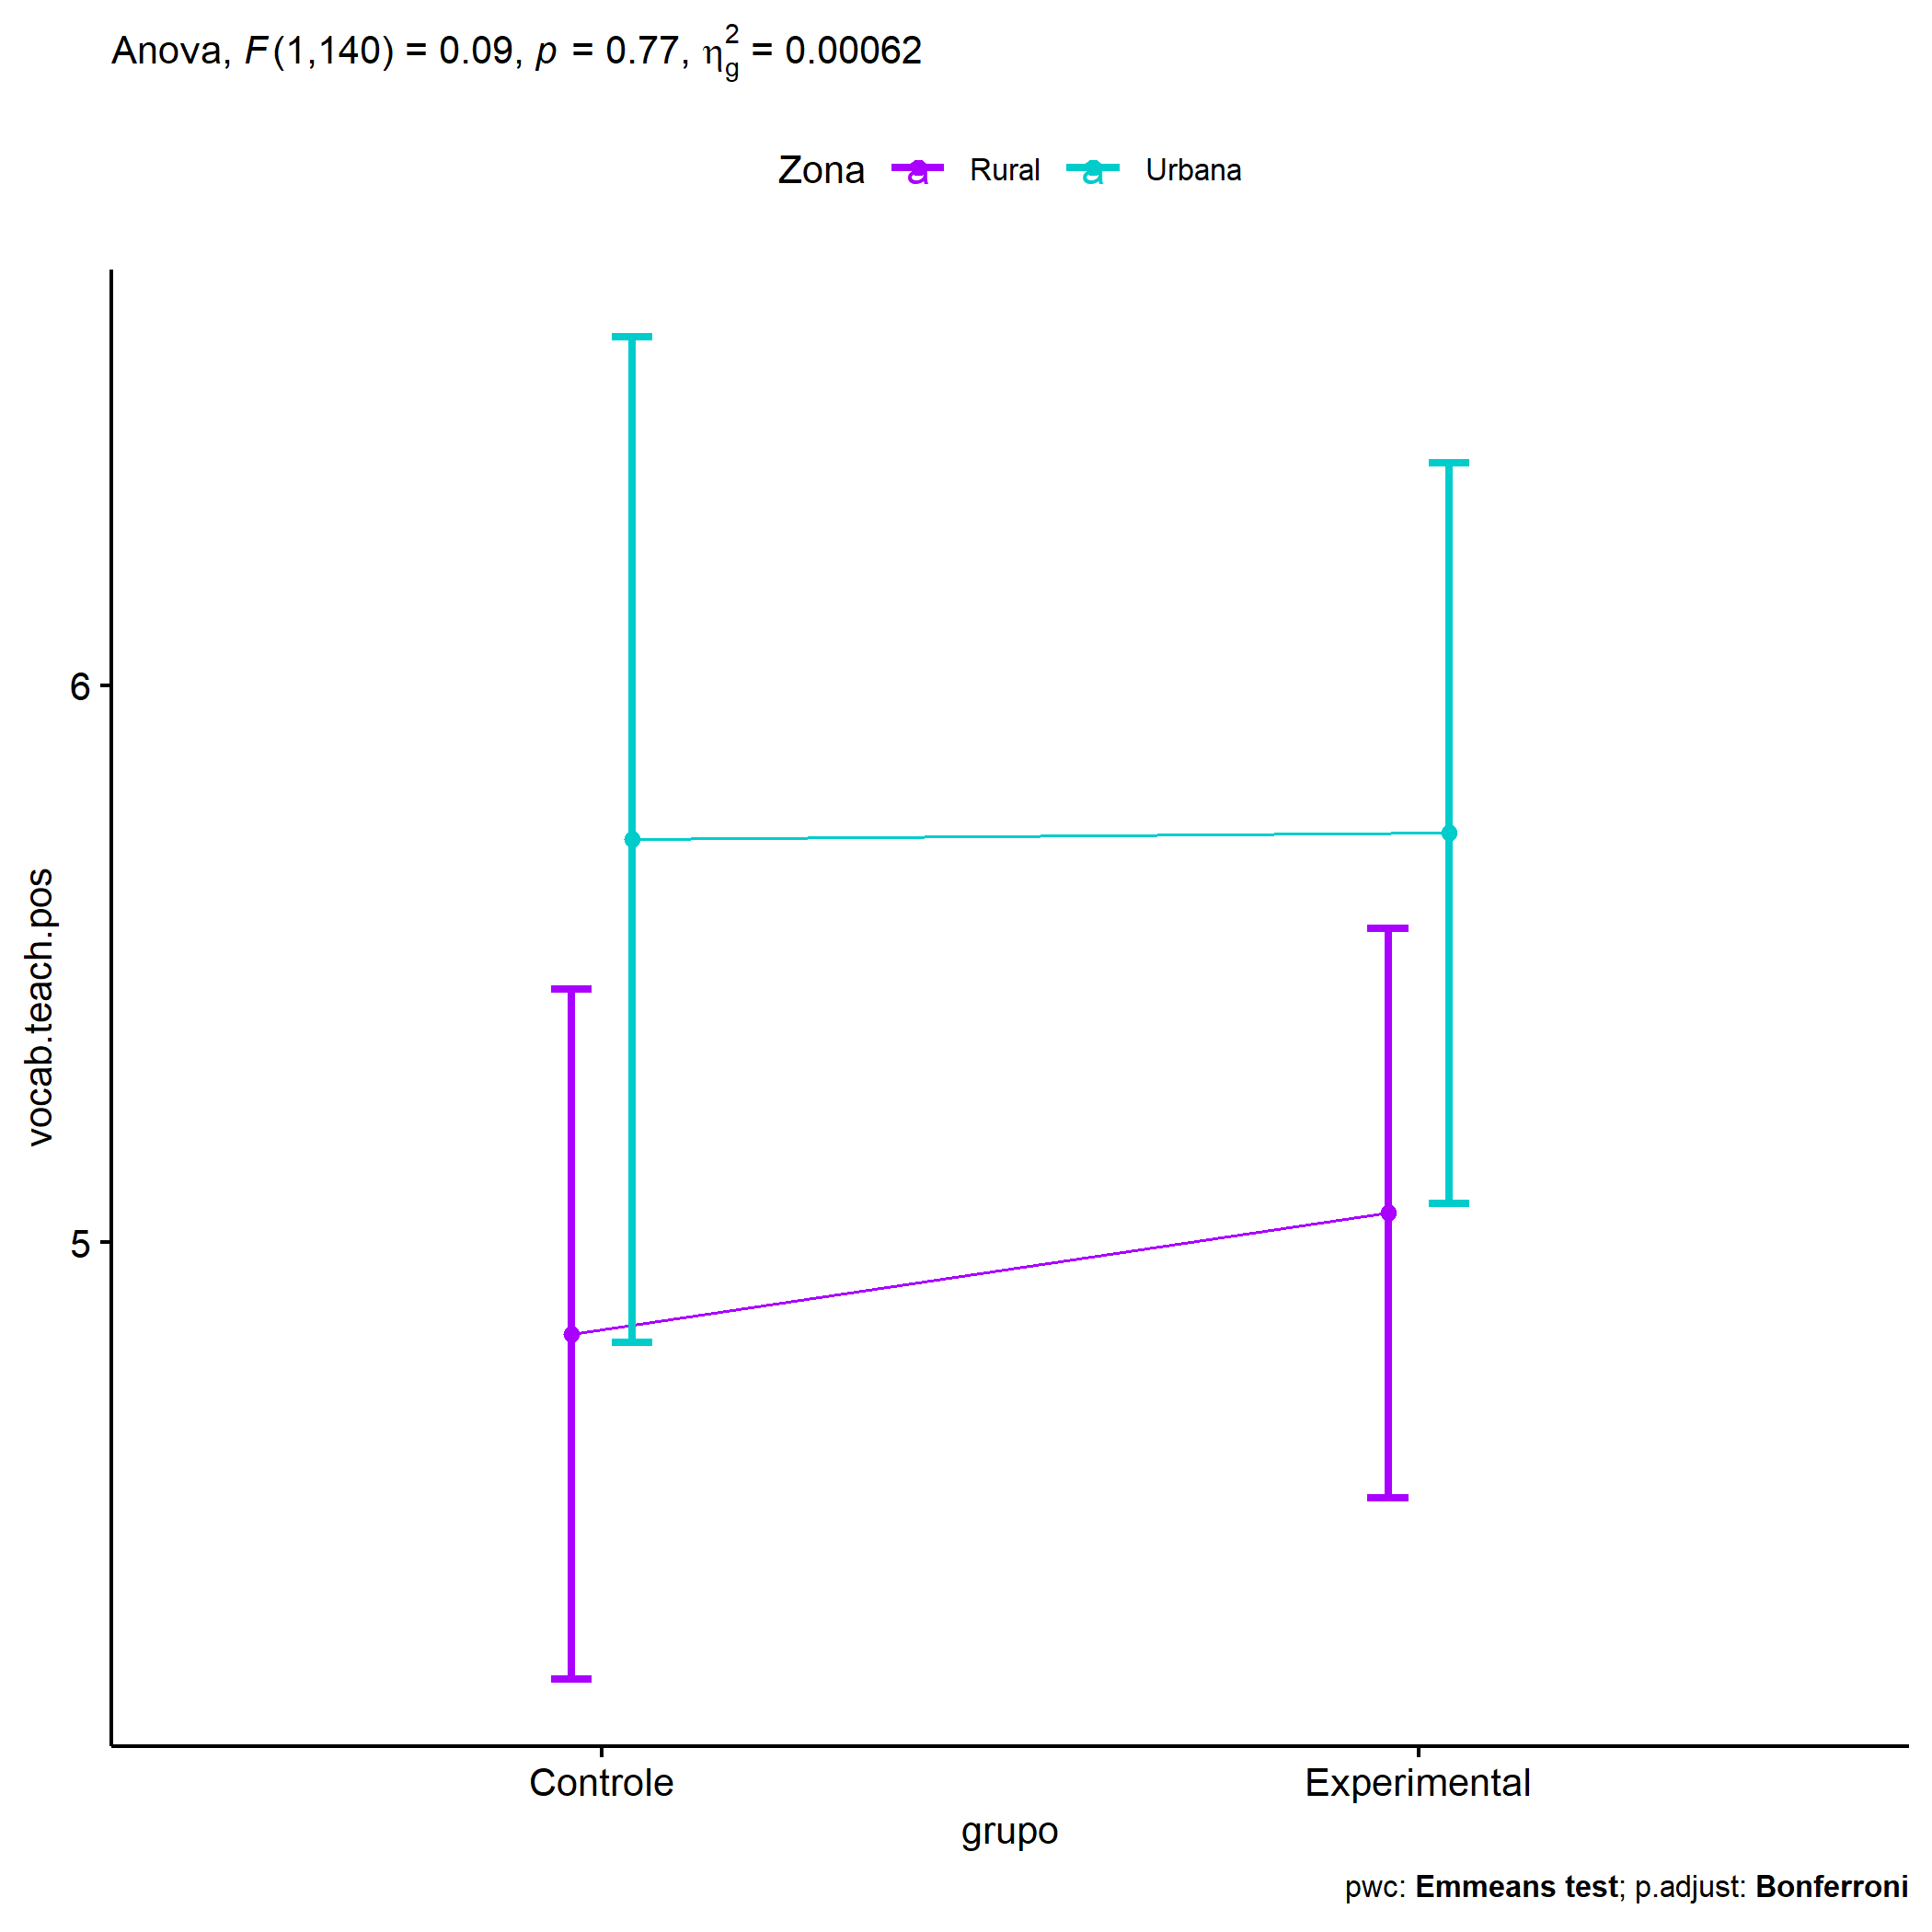 Anova, F(1,140) = 0.09, p = 0.77, η²g = 0.00062
Zona a Rural a Urbana
vocab.teach.pos
6
5
Controle Experimental
grupo
pwc: Emmeans test; p.adjust: Bonferroni